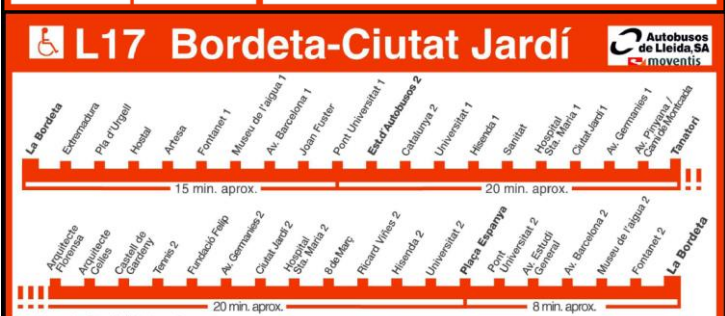 L17 Bordeta-Ciutat Jardí
Autobusos
de Lleida,SA
moventis
La Bordeta
Extremadura
Pla d'Urgell
Hostal
Artesa
Fontanet 1
Museu de l'aigua 1
Av. Barcelona 1
Joan Fuster
Pont Universitat 1
Est.d'Autobusos 2
Catalunya 2
Universitat 1
Hisenda 1
Sanitat
Hospital
Sta. Maria 1
Ciutat Jardí 1
Av. Germanies 1
Av. Pinyana /
Camí de Montcada
Tanatori
15 min. aprox.
20 min. aprox.
Arquitecte
Florensa
Arquitecte
Celles
Castell de
Gardeny
Tennis 2
Fundació Felip
Av. Germanies 2
Ciutat Jardí 2
Hospital
Sta. Maria 2
8 de Març
Ricard Viñes 2
Hisenda 2
Universitat 2
Plaça Espanya
Pont
Universitat 2
Av. Estudi
General
Av. Barcelona 2
Museu de l'aigua 2
Fontanet 2
La Bordeta
20 min. aprox.
8 min. aprox.